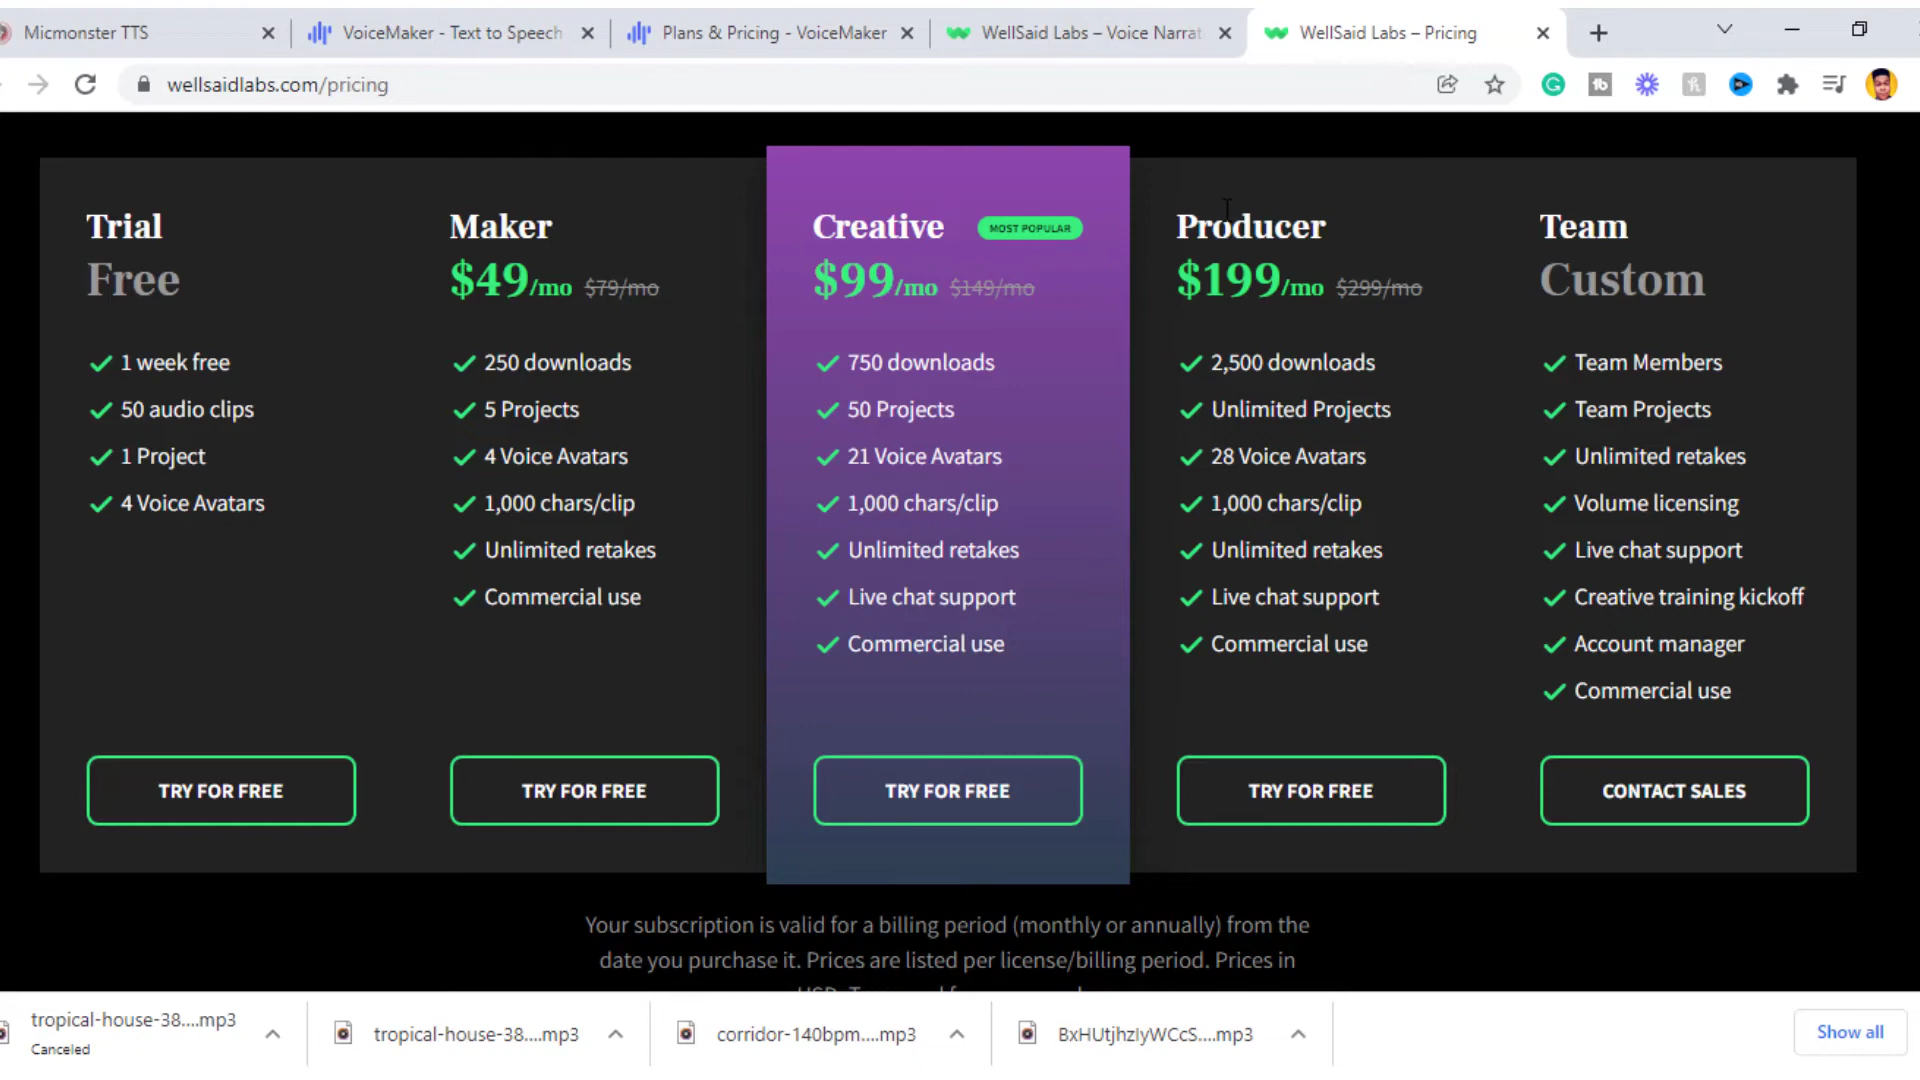 Micmonster TTS
VoiceMaker - Text to Speech
Plans & Pricing - VoiceMaker
WellSaid Labs – Voice Narrat
WellSaid Labs – Pricing
wellsaidlabs.com/pricing
Trial
Free
1 week free
50 audio clips
1 Project
4 Voice Avatars
TRY FOR FREE
Maker
$49/mo $79/mo
250 downloads
5 Projects
4 Voice Avatars
1,000 chars/clip
Unlimited retakes
Commercial use
TRY FOR FREE
Creative MOST POPULAR
$99/mo $149/mo
750 downloads
50 Projects
21 Voice Avatars
1,000 chars/clip
Unlimited retakes
Live chat support
Commercial use
TRY FOR FREE
Producer
$199/mo $299/mo
2,500 downloads
Unlimited Projects
28 Voice Avatars
1,000 chars/clip
Unlimited retakes
Live chat support
Commercial use
TRY FOR FREE
Team
Custom
Team Members
Team Projects
Unlimited retakes
Volume licensing
Live chat support
Creative training kickoff
Account manager
Commercial use
CONTACT SALES
Your subscription is valid for a billing period (monthly or annually) from the
date you purchase it. Prices are listed per license/billing period. Prices in
tropical-house-38....mp3
Canceled
tropical-house-38....mp3
corridor-140bpm....mp3
BxHUtjhzIyWCcS....mp3
Show all